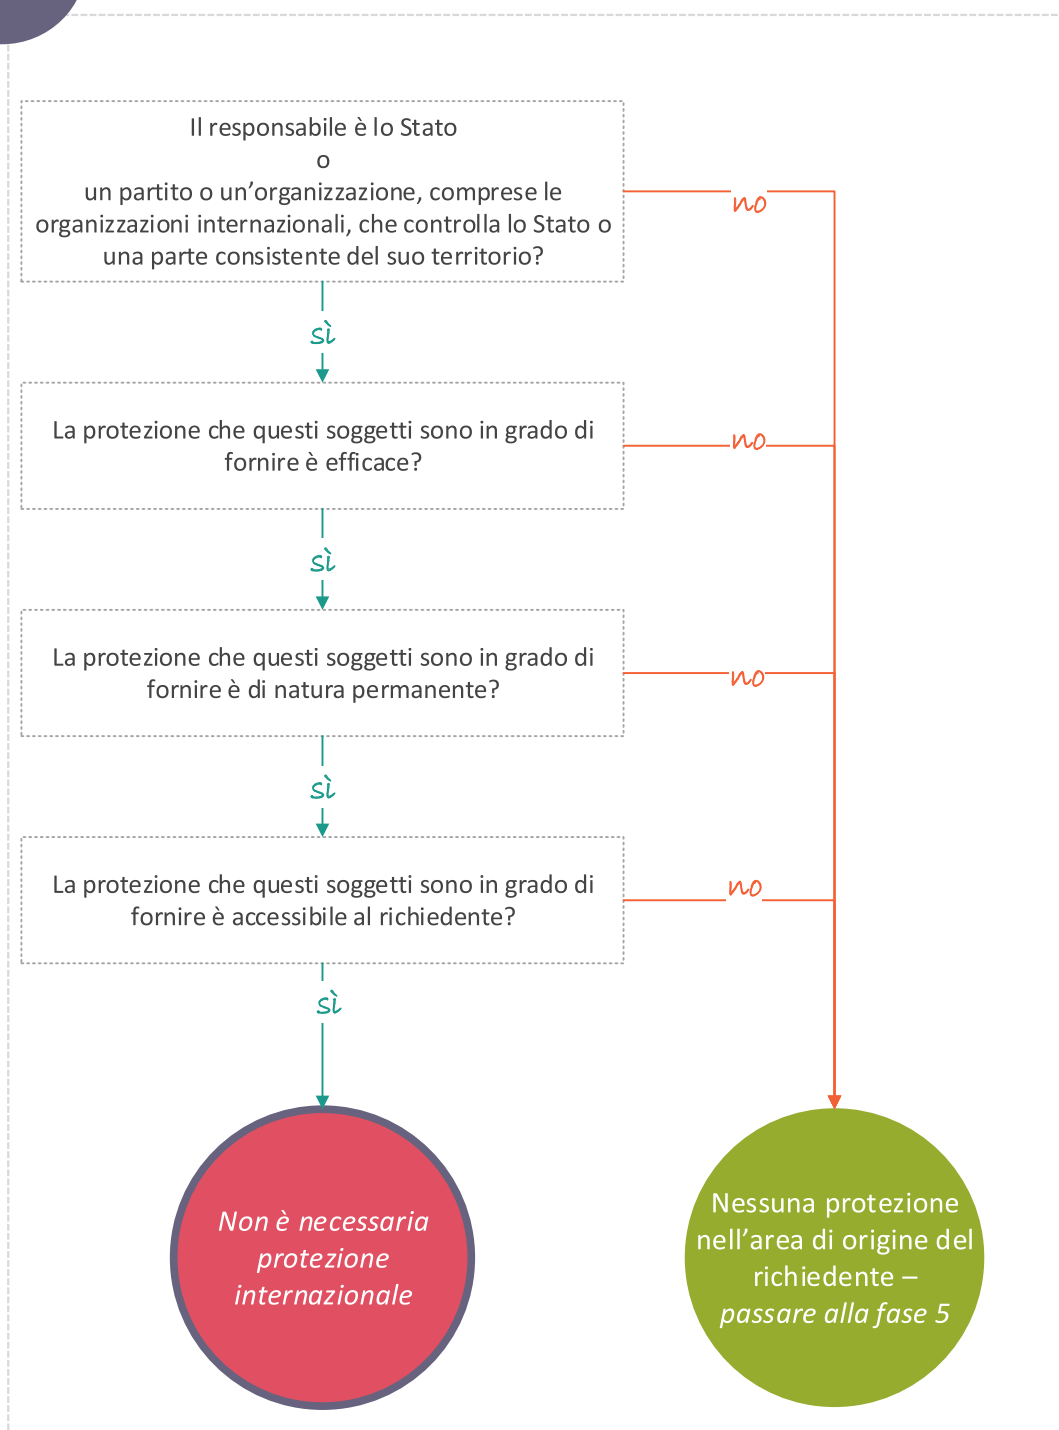 Il responsabile è lo Stato
o
un partito o un’organizzazione, comprese le
organizzazioni internazionali, che controlla lo Stato o
una parte consistente del suo territorio?
no
sì
La protezione che questi soggetti sono in grado di
fornire è efficace?
no
sì
La protezione che questi soggetti sono in grado di
fornire è di natura permanente?
no
sì
La protezione che questi soggetti sono in grado di
fornire è accessibile al richiedente?
no
sì
Non è necessaria
protezione
internazionale
Nessuna protezione
nell’area di origine del
richiedente –
passare alla fase 5